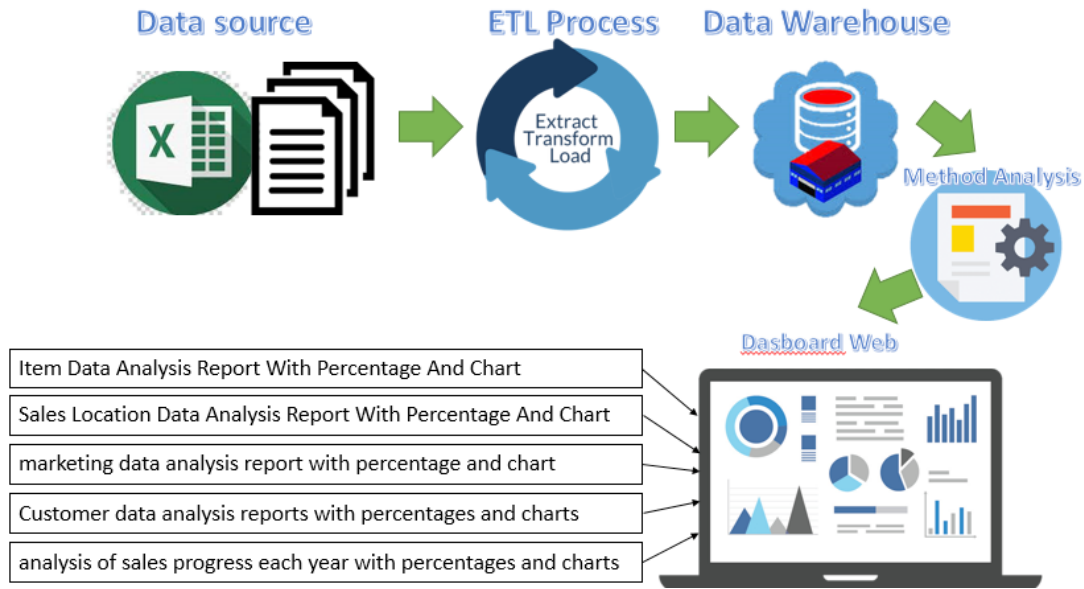 Data source
ETL Process
Data Warehouse
X
Extract
Transform
Load
Method Analysis
Dasboard Web
Item Data Analysis Report With Percentage And Chart
Sales Location Data Analysis Report With Percentage And Chart
marketing data analysis report with percentage and chart
Customer data analysis reports with percentages and charts
analysis of sales progress each year with percentages and charts